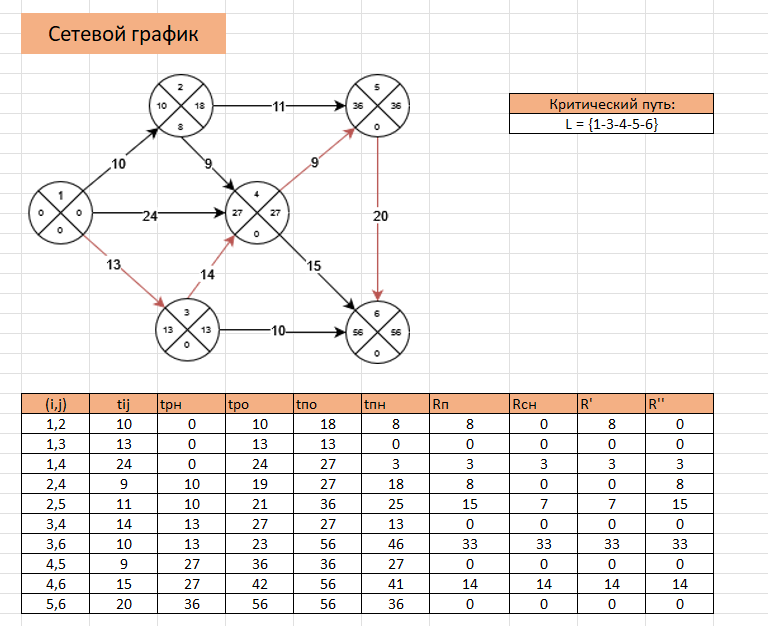 Сетевой график
2
10 18
8
11
5
36 36
0
Критический путь:
L = {1-3-4-5-6}
10
9
9
1
0 0
0
24
4
27 27
0
20
13
14
15
3
13 13
0
10
6
56 56
0
(i,j) tij tрн tро tпо tпн Rп Rсн R' R''
1,2 10 0 10 18 8 8 0 8 0
1,3 13 0 13 13 0 0 0 0 0
1,4 24 0 24 27 3 3 3 3 3
2,4 9 10 19 27 18 8 0 0 8
2,5 11 10 21 36 25 15 7 7 15
3,4 14 13 27 27 13 0 0 0 0
3,6 10 13 23 56 46 33 33 33 33
4,5 9 27 36 36 27 0 0 0 0
4,6 15 27 42 56 41 14 14 14 14
5,6 20 36 56 56 36 0 0 0 0